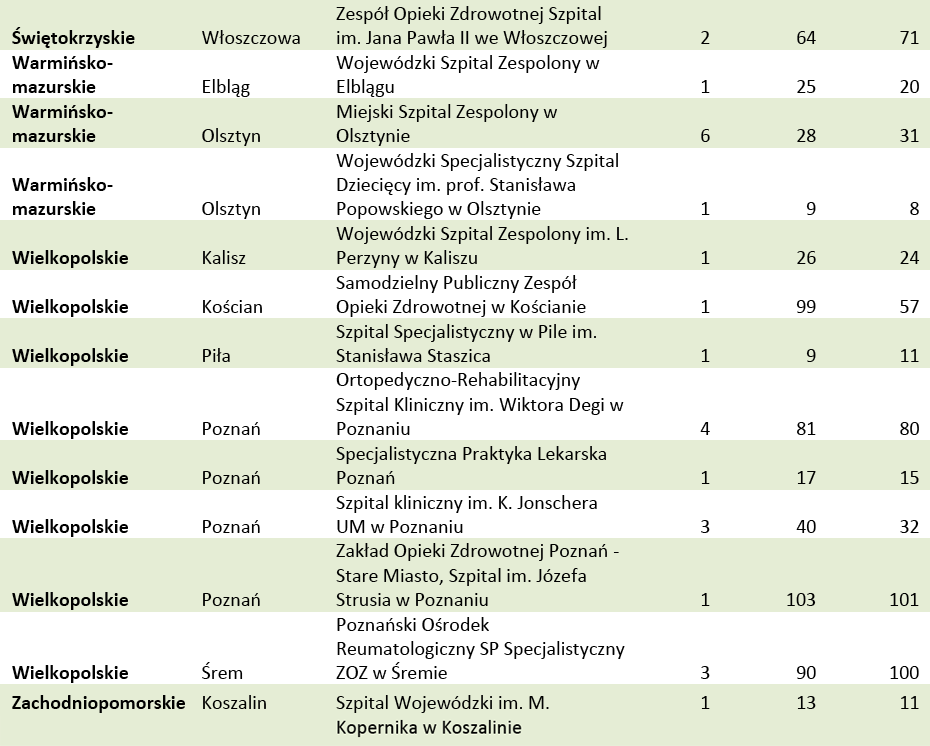 Zespół Opieki Zdrowotnej Szpital
Świętokrzyskie Włoszczowa im. Jana Pawła II we Włoszczowej 2 64 71
Warmińsko- Wojewódzki Szpital Zespolony w
mazurskie Elbląg Elblągu 1 25 20
Warmińsko- Miejski Szpital Zespolony w
mazurskie Olsztyn Olsztynie 6 28 31
Wojewódzki Specjalistyczny Szpital
Warmińsko- Dziecięcy im. prof. Stanisława
mazurskie Olsztyn Popowskiego w Olsztynie 1 9 8
Wojewódzki Szpital Zespolony im. L.
Wielkopolskie Kalisz Perzyny w Kaliszu 1 26 24
Samodzielny Publiczny Zespół
Wielkopolskie Kościan Opieki Zdrowotnej w Kościanie 1 99 57
Szpital Specjalistyczny w Pile im.
Wielkopolskie Piła Stanisława Staszica 1 9 11
Ortopedyczno-Rehabilitacyjny
Szpital Kliniczny im. Wiktora Degi w
Wielkopolskie Poznań Poznaniu 4 81 80
Specjalistyczna Praktyka Lekarska
Wielkopolskie Poznań Poznań 1 17 15
Szpital kliniczny im. K. Jonschera
Wielkopolskie Poznań UM w Poznaniu 3 40 32
Zakład Opieki Zdrowotnej Poznań -
Stare Miasto, Szpital im. Józefa
Wielkopolskie Poznań Strusia w Poznaniu 1 103 101
Poznański Ośrodek
Reumatologiczny SP Specjalistyczny
Wielkopolskie Śrem ZOZ w Śremie 3 90 100
Zachodniopomorskie Koszalin Szpital Wojewódzki im. M. 1 13 11
Kopernika w Koszalinie